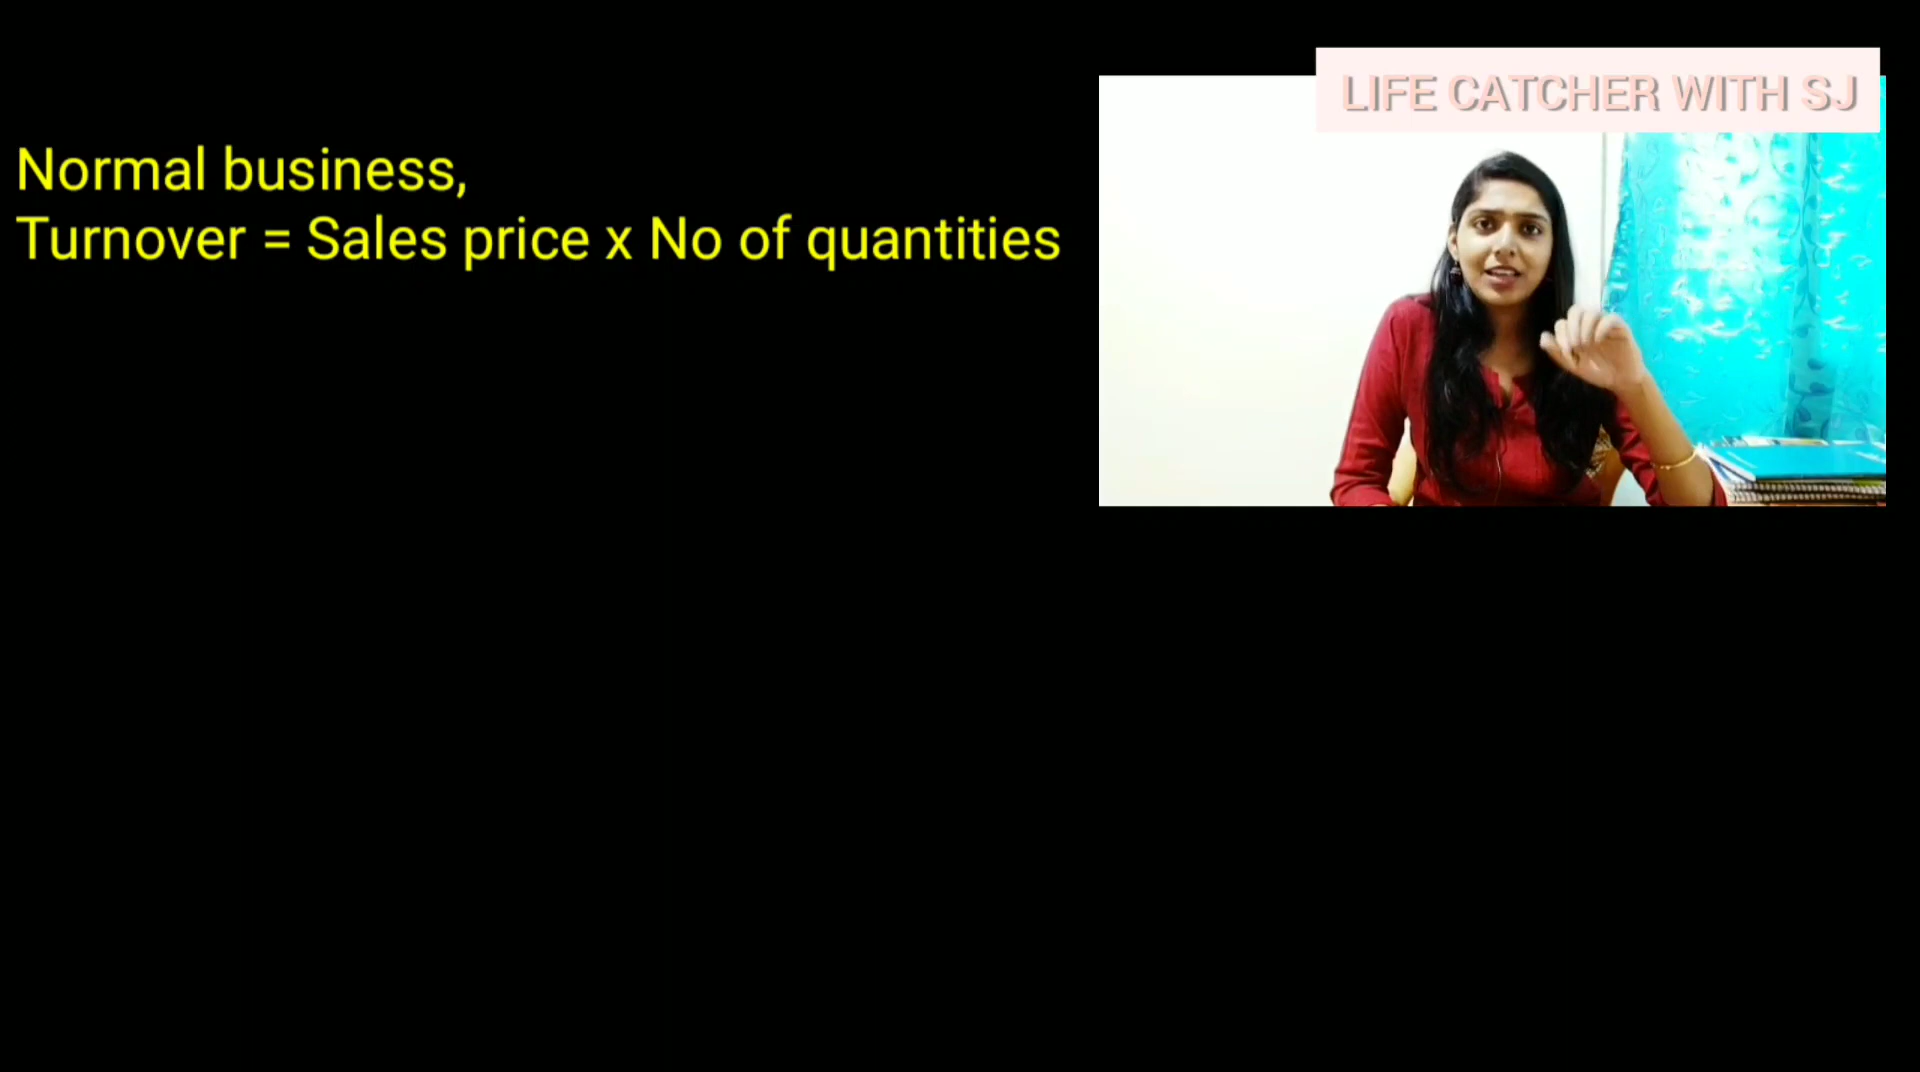 LIFE CATCHER WITH SJ
Normal business,
Turnover = Sales price x No of quantities